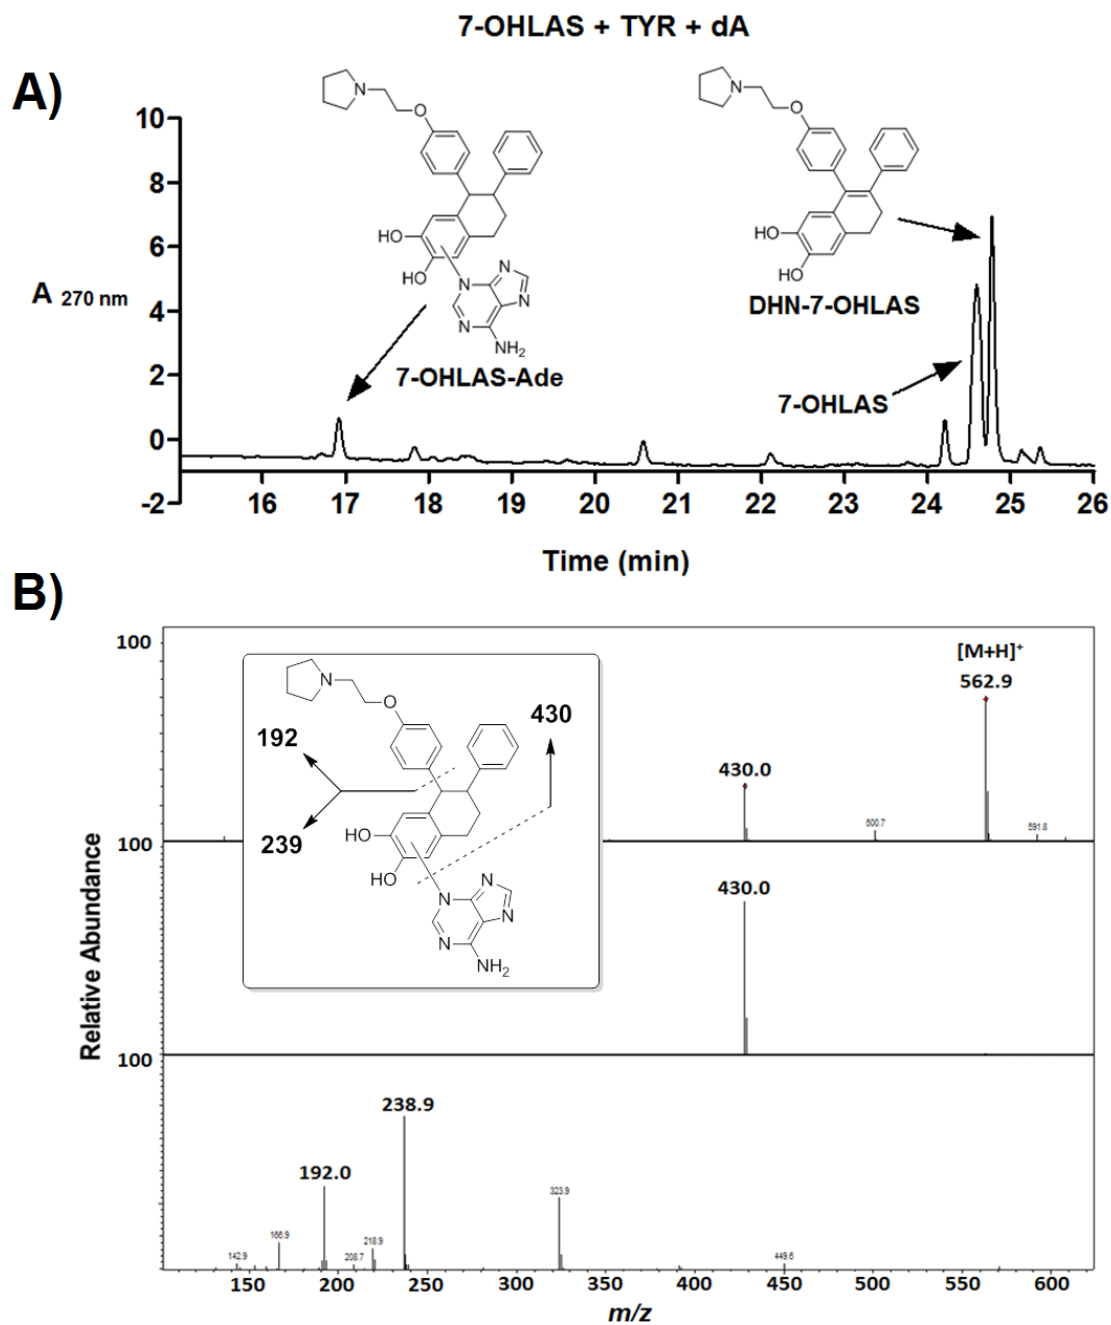 7-OHLAS + TYR + dA
A)
N
O
HO
HO
N
N
N
N
NH2
7-OHLAS-Ade
N
O
HO
HO
DHN-7-OHLAS
7-OHLAS
A 270 nm
10
8
6
4
2
0
-2
16 17 18 19 20 21 22 23 24 25 26
Time (min)
B)
100
[M+H]+
562.9
430.0
500.7
591.8
N
O
192
239
430
HO
HO
N
N
N
N
NH2
100
430.0
100
238.9
192.0
323.9
166.9
142.9
218.9
208.7
449.6
Relative Abundance
150 200 250 300 350 400 450 500 550 600
m/z